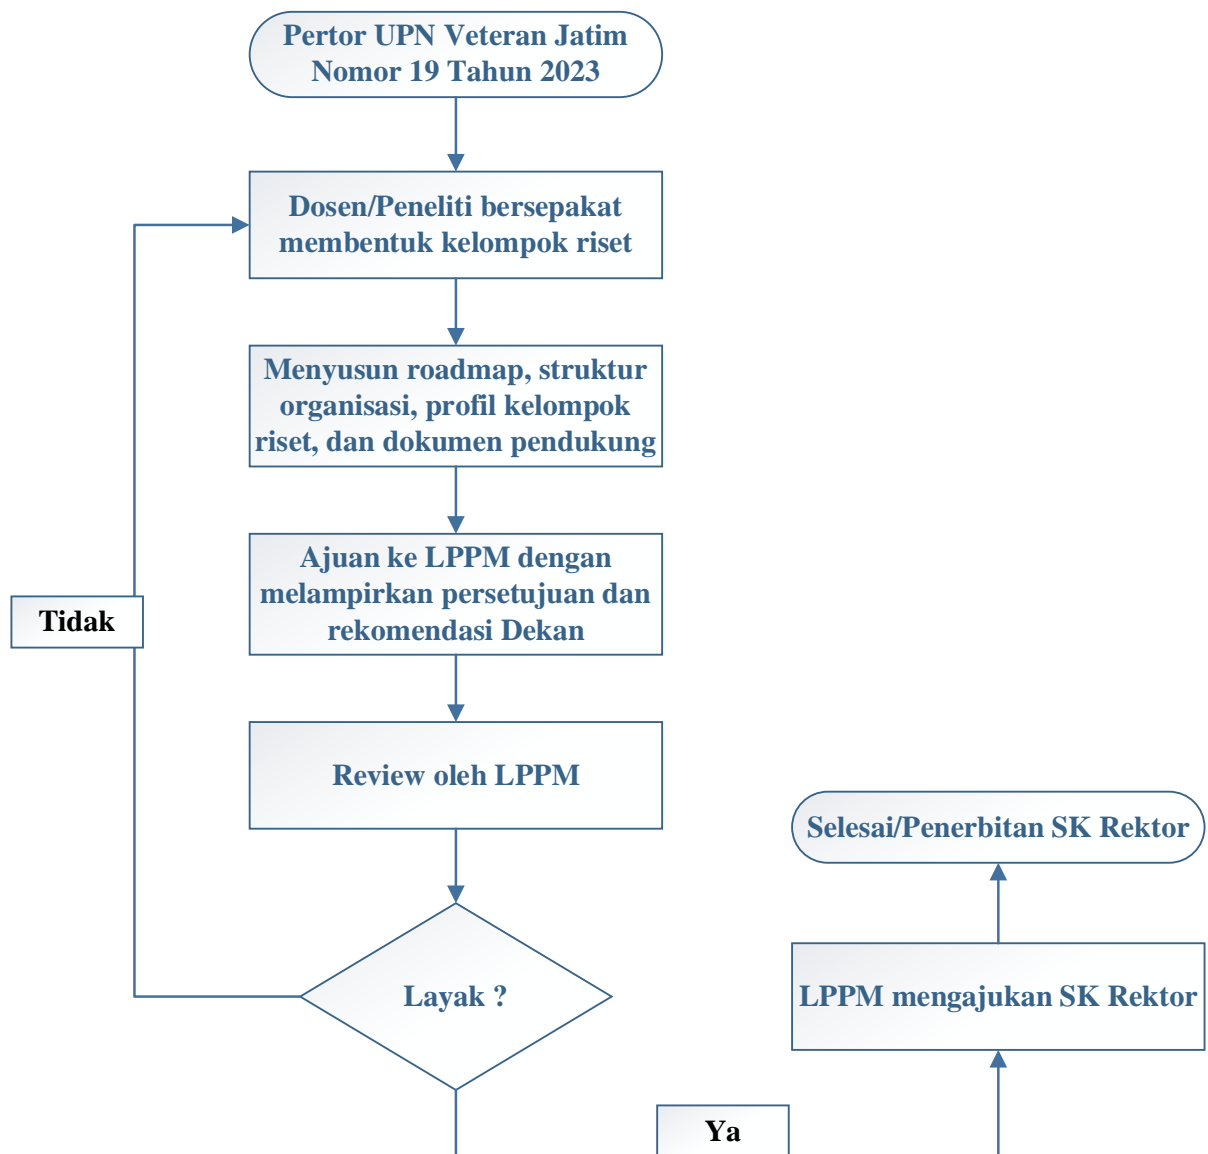 Pertor UPN Veteran Jatim
Nomor 19 Tahun 2023
Dosen/Peneliti bersepakat
membentuk kelompok riset
Menyusun roadmap, struktur
organisasi, profil kelompok
riset, dan dokumen pendukung
Ajuan ke LPPM dengan
melampirkan persetujuan dan
rekomendasi Dekan
Tidak
Review oleh LPPM
Layak ?
Ya
LPPM mengajukan SK Rektor
Selesai/Penerbitan SK Rektor